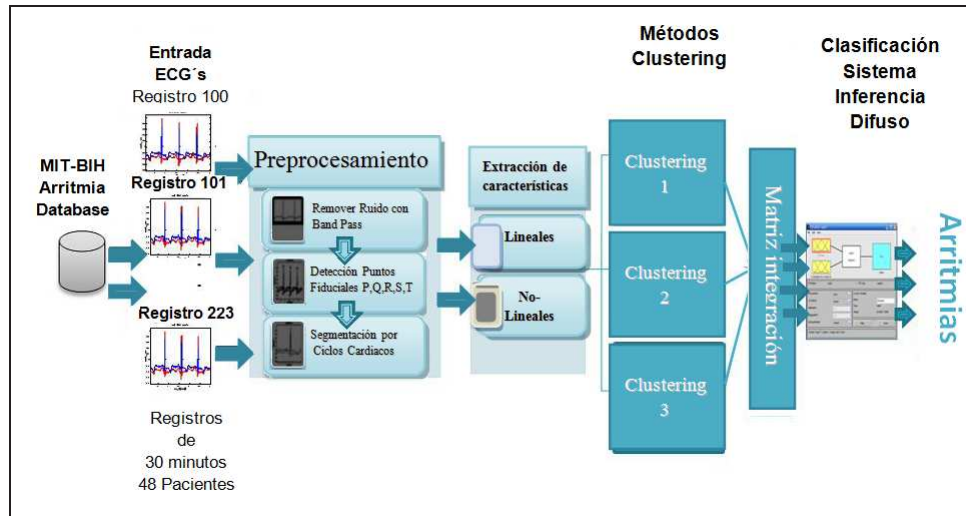 Entrada
ECG´s
Registro 100
MIT-BIH
Arritmia
Database
Registro 101
Registro 223
Registros
de
30 minutos
48 Pacientes
Preprocesamiento
Remover Ruido con
Band Pass
Detección Puntos
Fiduciales P,Q,R,S,T
Segmentación por
Ciclos Cardiacos
Extracción de
características
Lineales
No-
Lineales
Métodos
Clustering
Clustering
1
Clustering
2
Clustering
3
Matriz integración
Clasificación
Sistema
Inferencia
Difuso
Arritmias